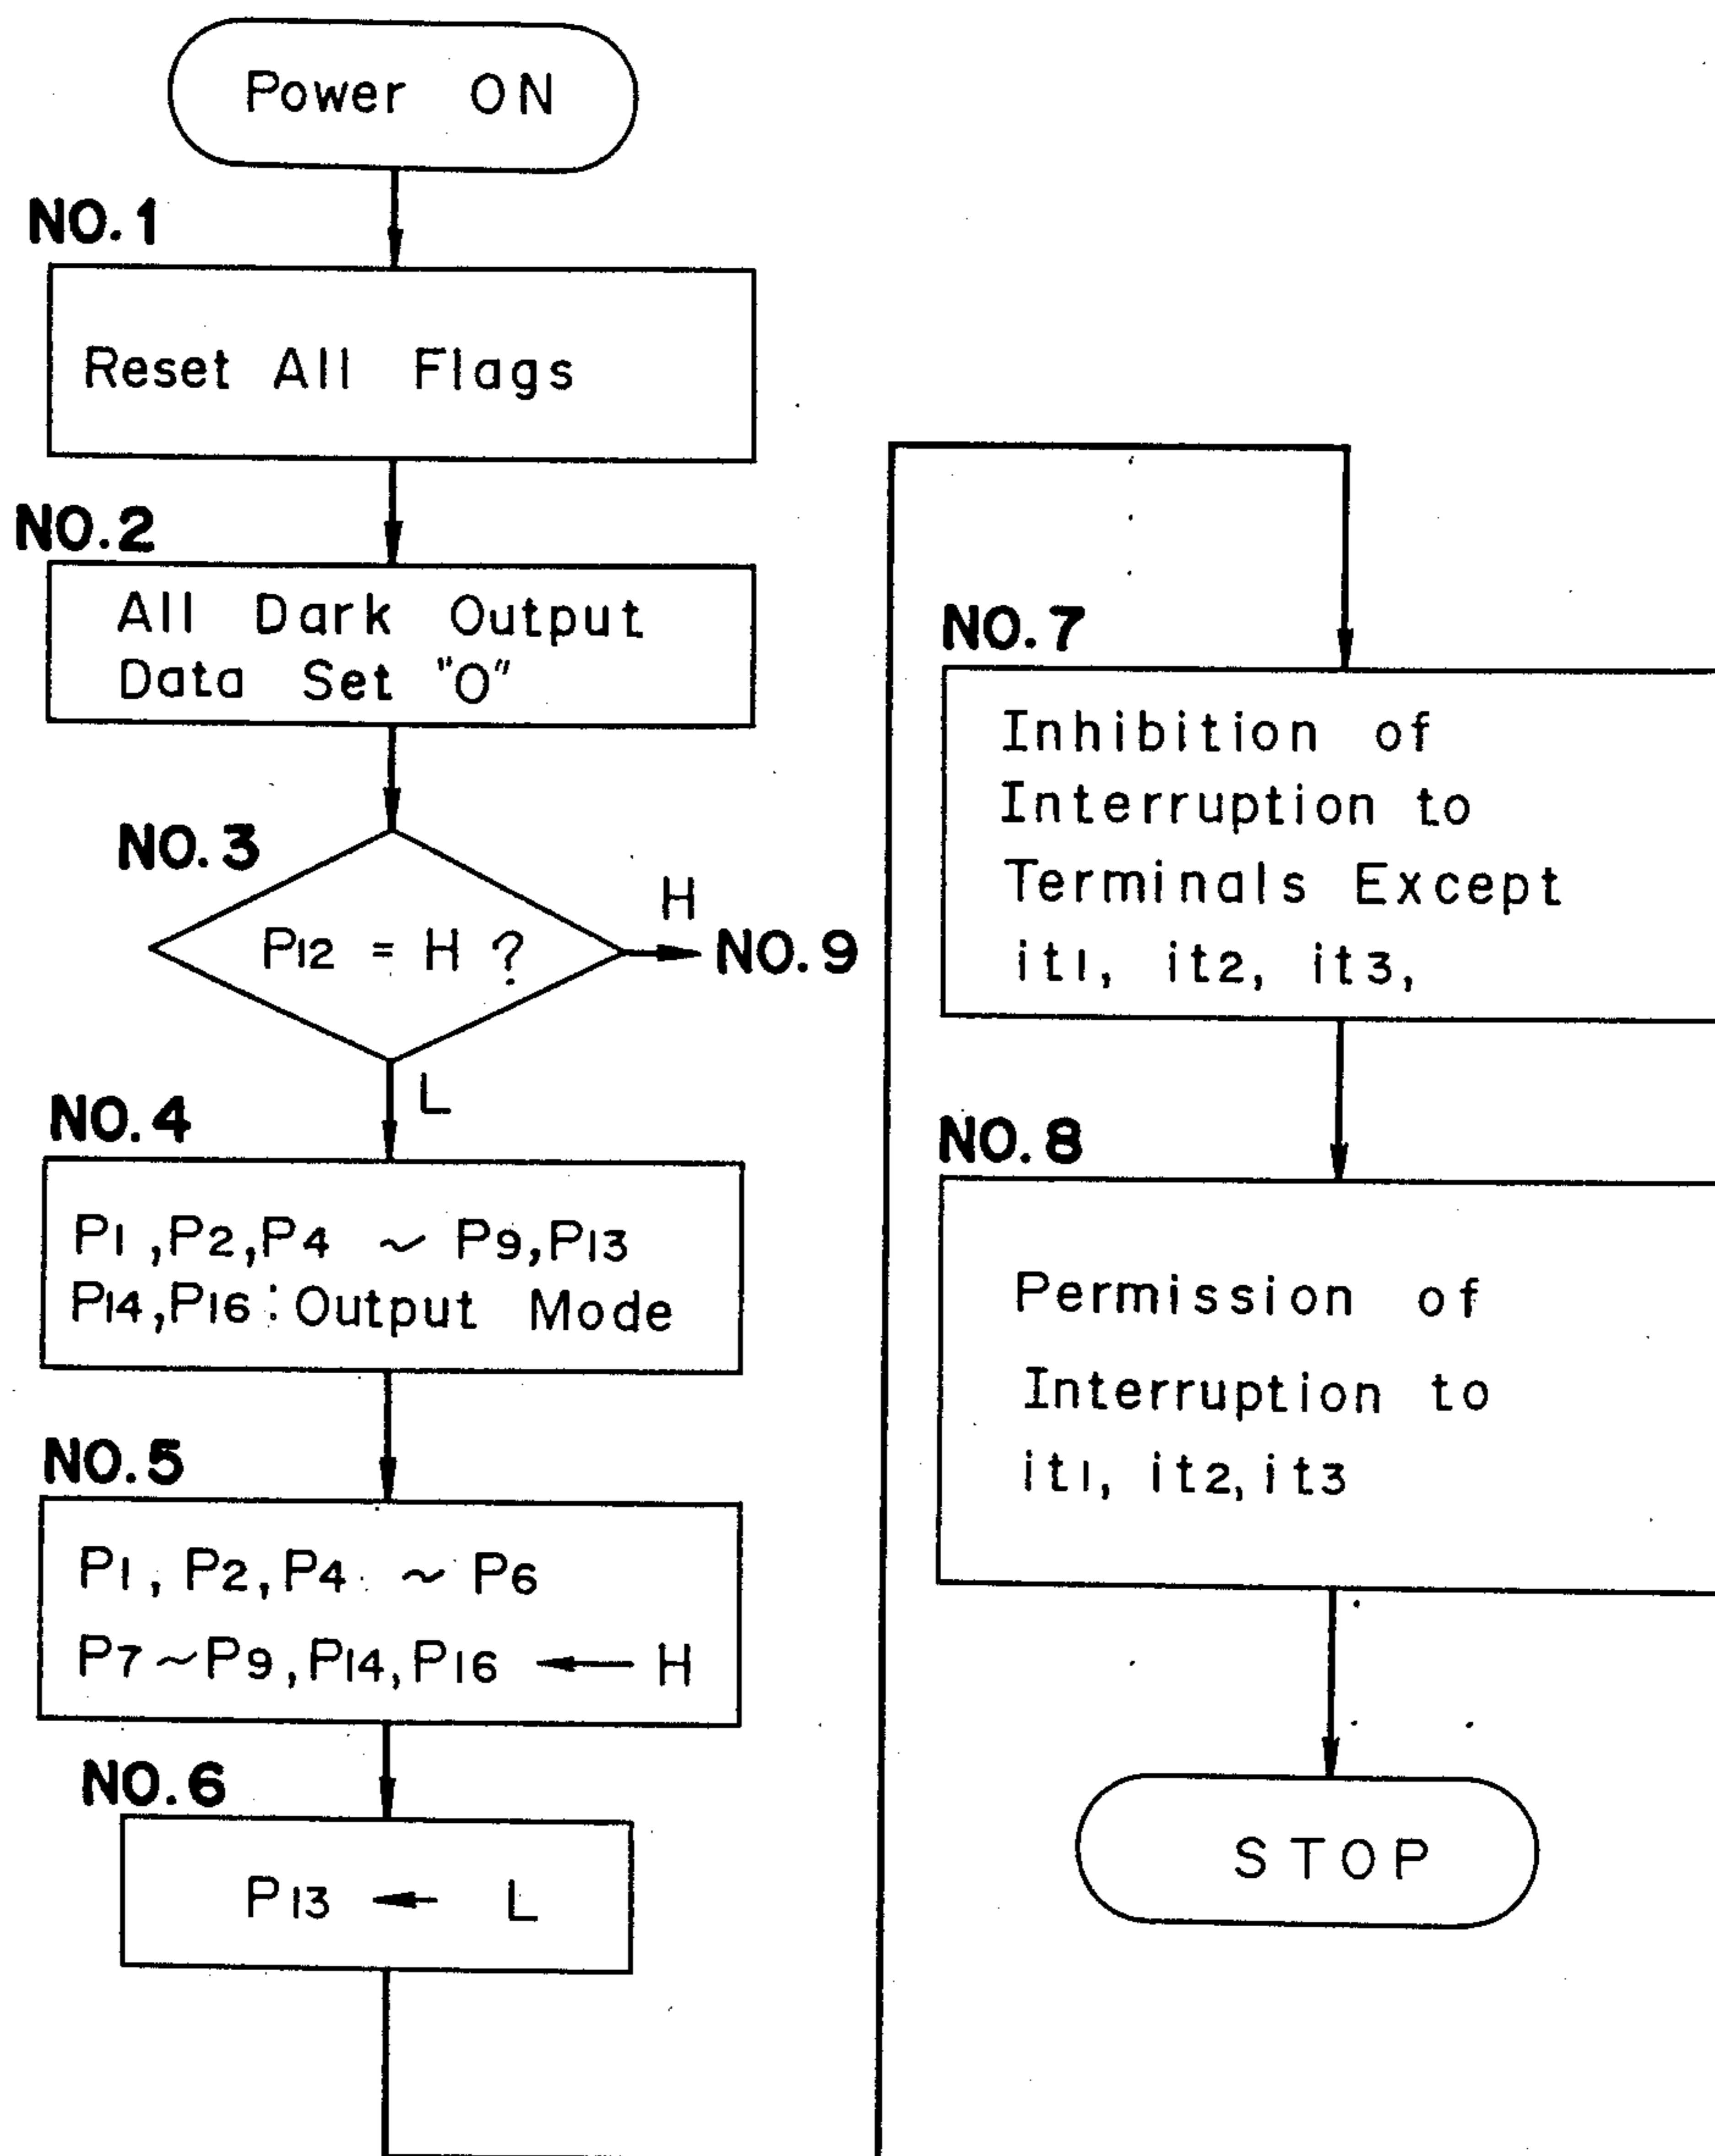 Power ON
NO.1
Reset All Flags
NO.2
All Dark Output
Data Set "0"
NO.3
P12 = H ?
H
NO.9
L
NO.4
P1, P2, P4 ~ P9, P13
P14, P16 : Output Mode
NO.5
P1, P2, P4 ~ P6
P7 ~ P9, P14, P16 ← H
NO.6
P13 ← L
NO.7
Inhibition of
Interruption to
Terminals Except
it1, it2, it3,
NO.8
Permission of
Interruption to
it1, it2, it3
STOP